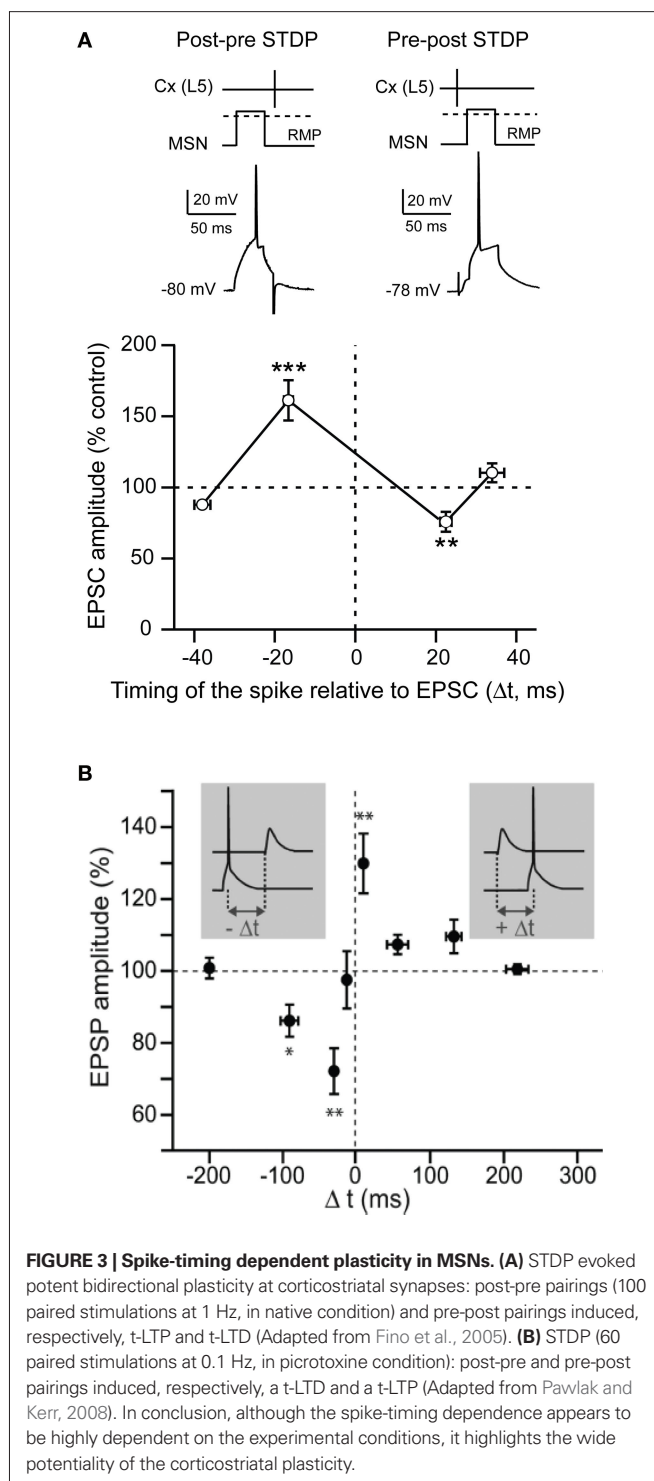 A
Post-pre STDP
Pre-post STDP
Cx (L5)
MSN
RMP
20 mV
50 ms
-80 mV
Cx (L5)
MSN
RMP
20 mV
50 ms
-78 mV
200
150
100
50
0
EPSC amplitude (% control)
***
**
-40 -20 0 20 40
Timing of the spike relative to EPSC (Δt, ms)
B
140
120
100
80
60
EPSP amplitude (%)
- Δt
**
+ Δt
*
**
-200 -100 0 100 200 300
Δ t (ms)
FIGURE 3 | Spike-timing dependent plasticity in MSNs. (A) STDP evoked
potent bidirectional plasticity at corticostriatal synapses: post-pre pairings (100
paired stimulations at 1 Hz, in native condition) and pre-post pairings induced,
respectively, t-LTP and t-LTD (Adapted from Fino et al., 2005). (B) STDP (60
paired stimulations at 0.1 Hz, in picrotoxine condition): post-pre and pre-post
pairings induced, respectively, a t-LTD and a t-LTP (Adapted from Pawlak and
Kerr, 2008). In conclusion, although the spike-timing dependence appears to
be highly dependent on the experimental conditions, it highlights the wide
potentiality of the corticostriatal plasticity.